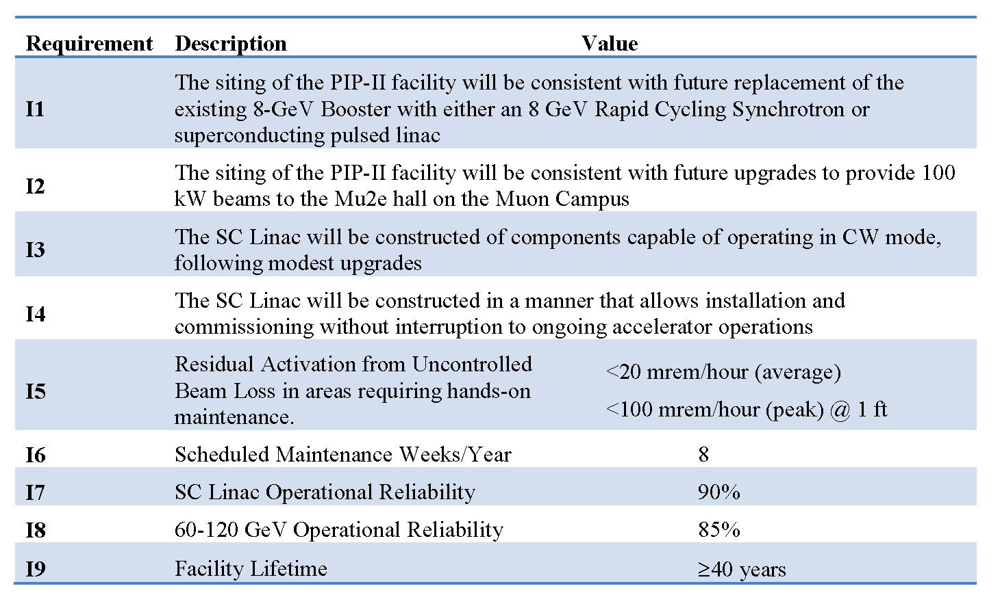 Requirement Description Value
I1
The siting of the PIP-II facility will be consistent with future replacement of the
existing 8-GeV Booster with either an 8 GeV Rapid Cycling Synchrotron or
superconducting pulsed linac
I2
The siting of the PIP-II facility will be consistent with future upgrades to provide 100
kW beams to the Mu2e hall on the Muon Campus
I3
The SC Linac will be constructed of components capable of operating in CW mode,
following modest upgrades
I4
The SC Linac will be constructed in a manner that allows installation and
commissioning without interruption to ongoing accelerator operations
I5
Residual Activation from Uncontrolled
Beam Loss in areas requiring hands-on
maintenance.
<20 mrem/hour (average)
<100 mrem/hour (peak) @ 1 ft
I6 Scheduled Maintenance Weeks/Year 8
I7 SC Linac Operational Reliability 90%
I8 60-120 GeV Operational Reliability 85%
I9 Facility Lifetime ≥40 years